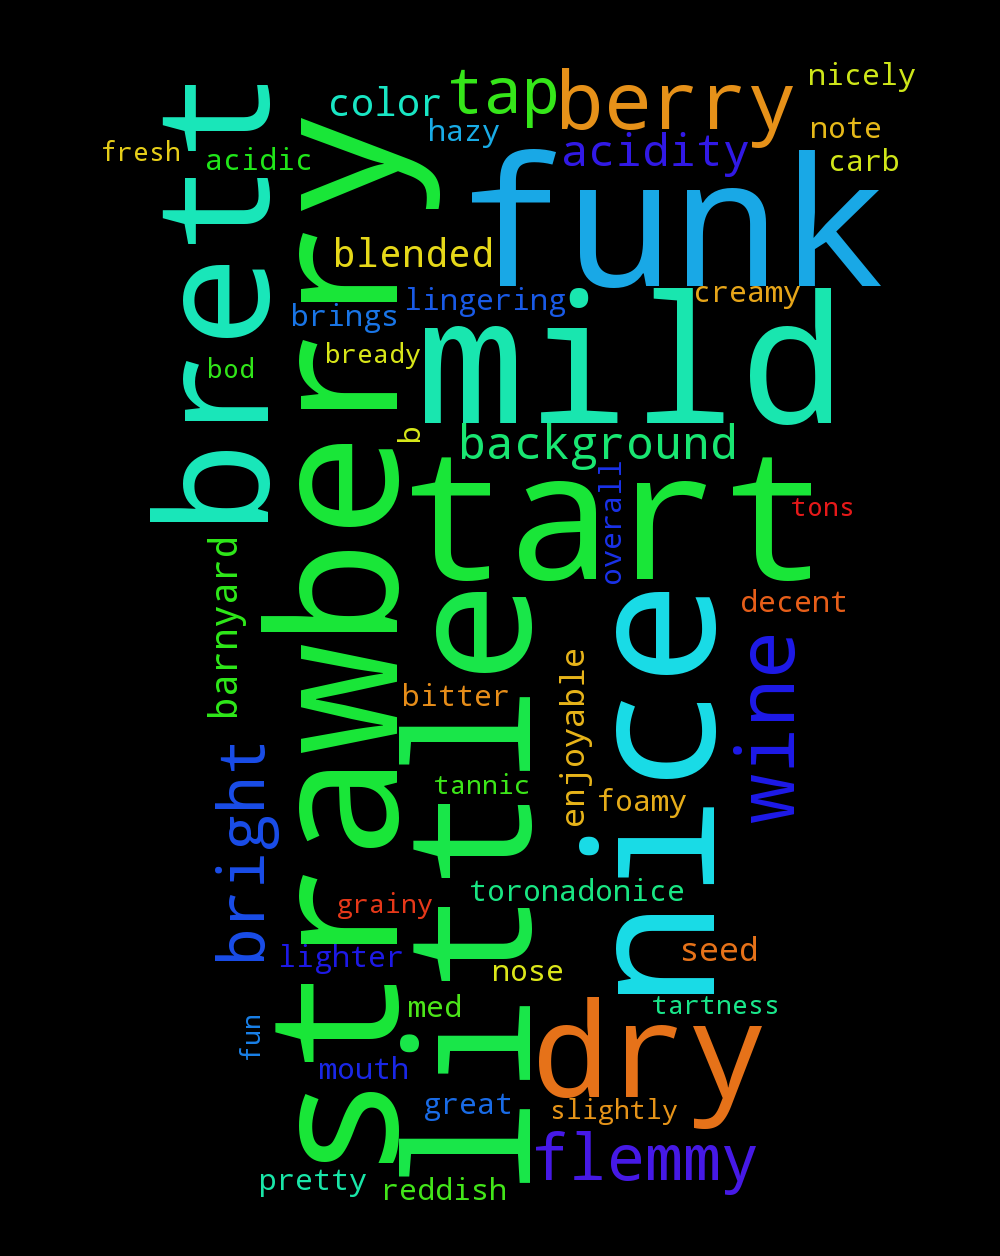 nicely
tap
berry
color
hazy
note
fresh
acidic
acidity
carb
brett
strawberry
funk
blended
creamy
lingering
brings
bready
bod
mild
b
background
tart
overall
tons
barnyard
little
nice
decent
wine
bitter
enjoyable
bright
tannic
foamy
toronadonice
grainy
seed
lighter
nose
tartness
med
dry
fun
mouth
great
slightly
flemmy
pretty
reddish